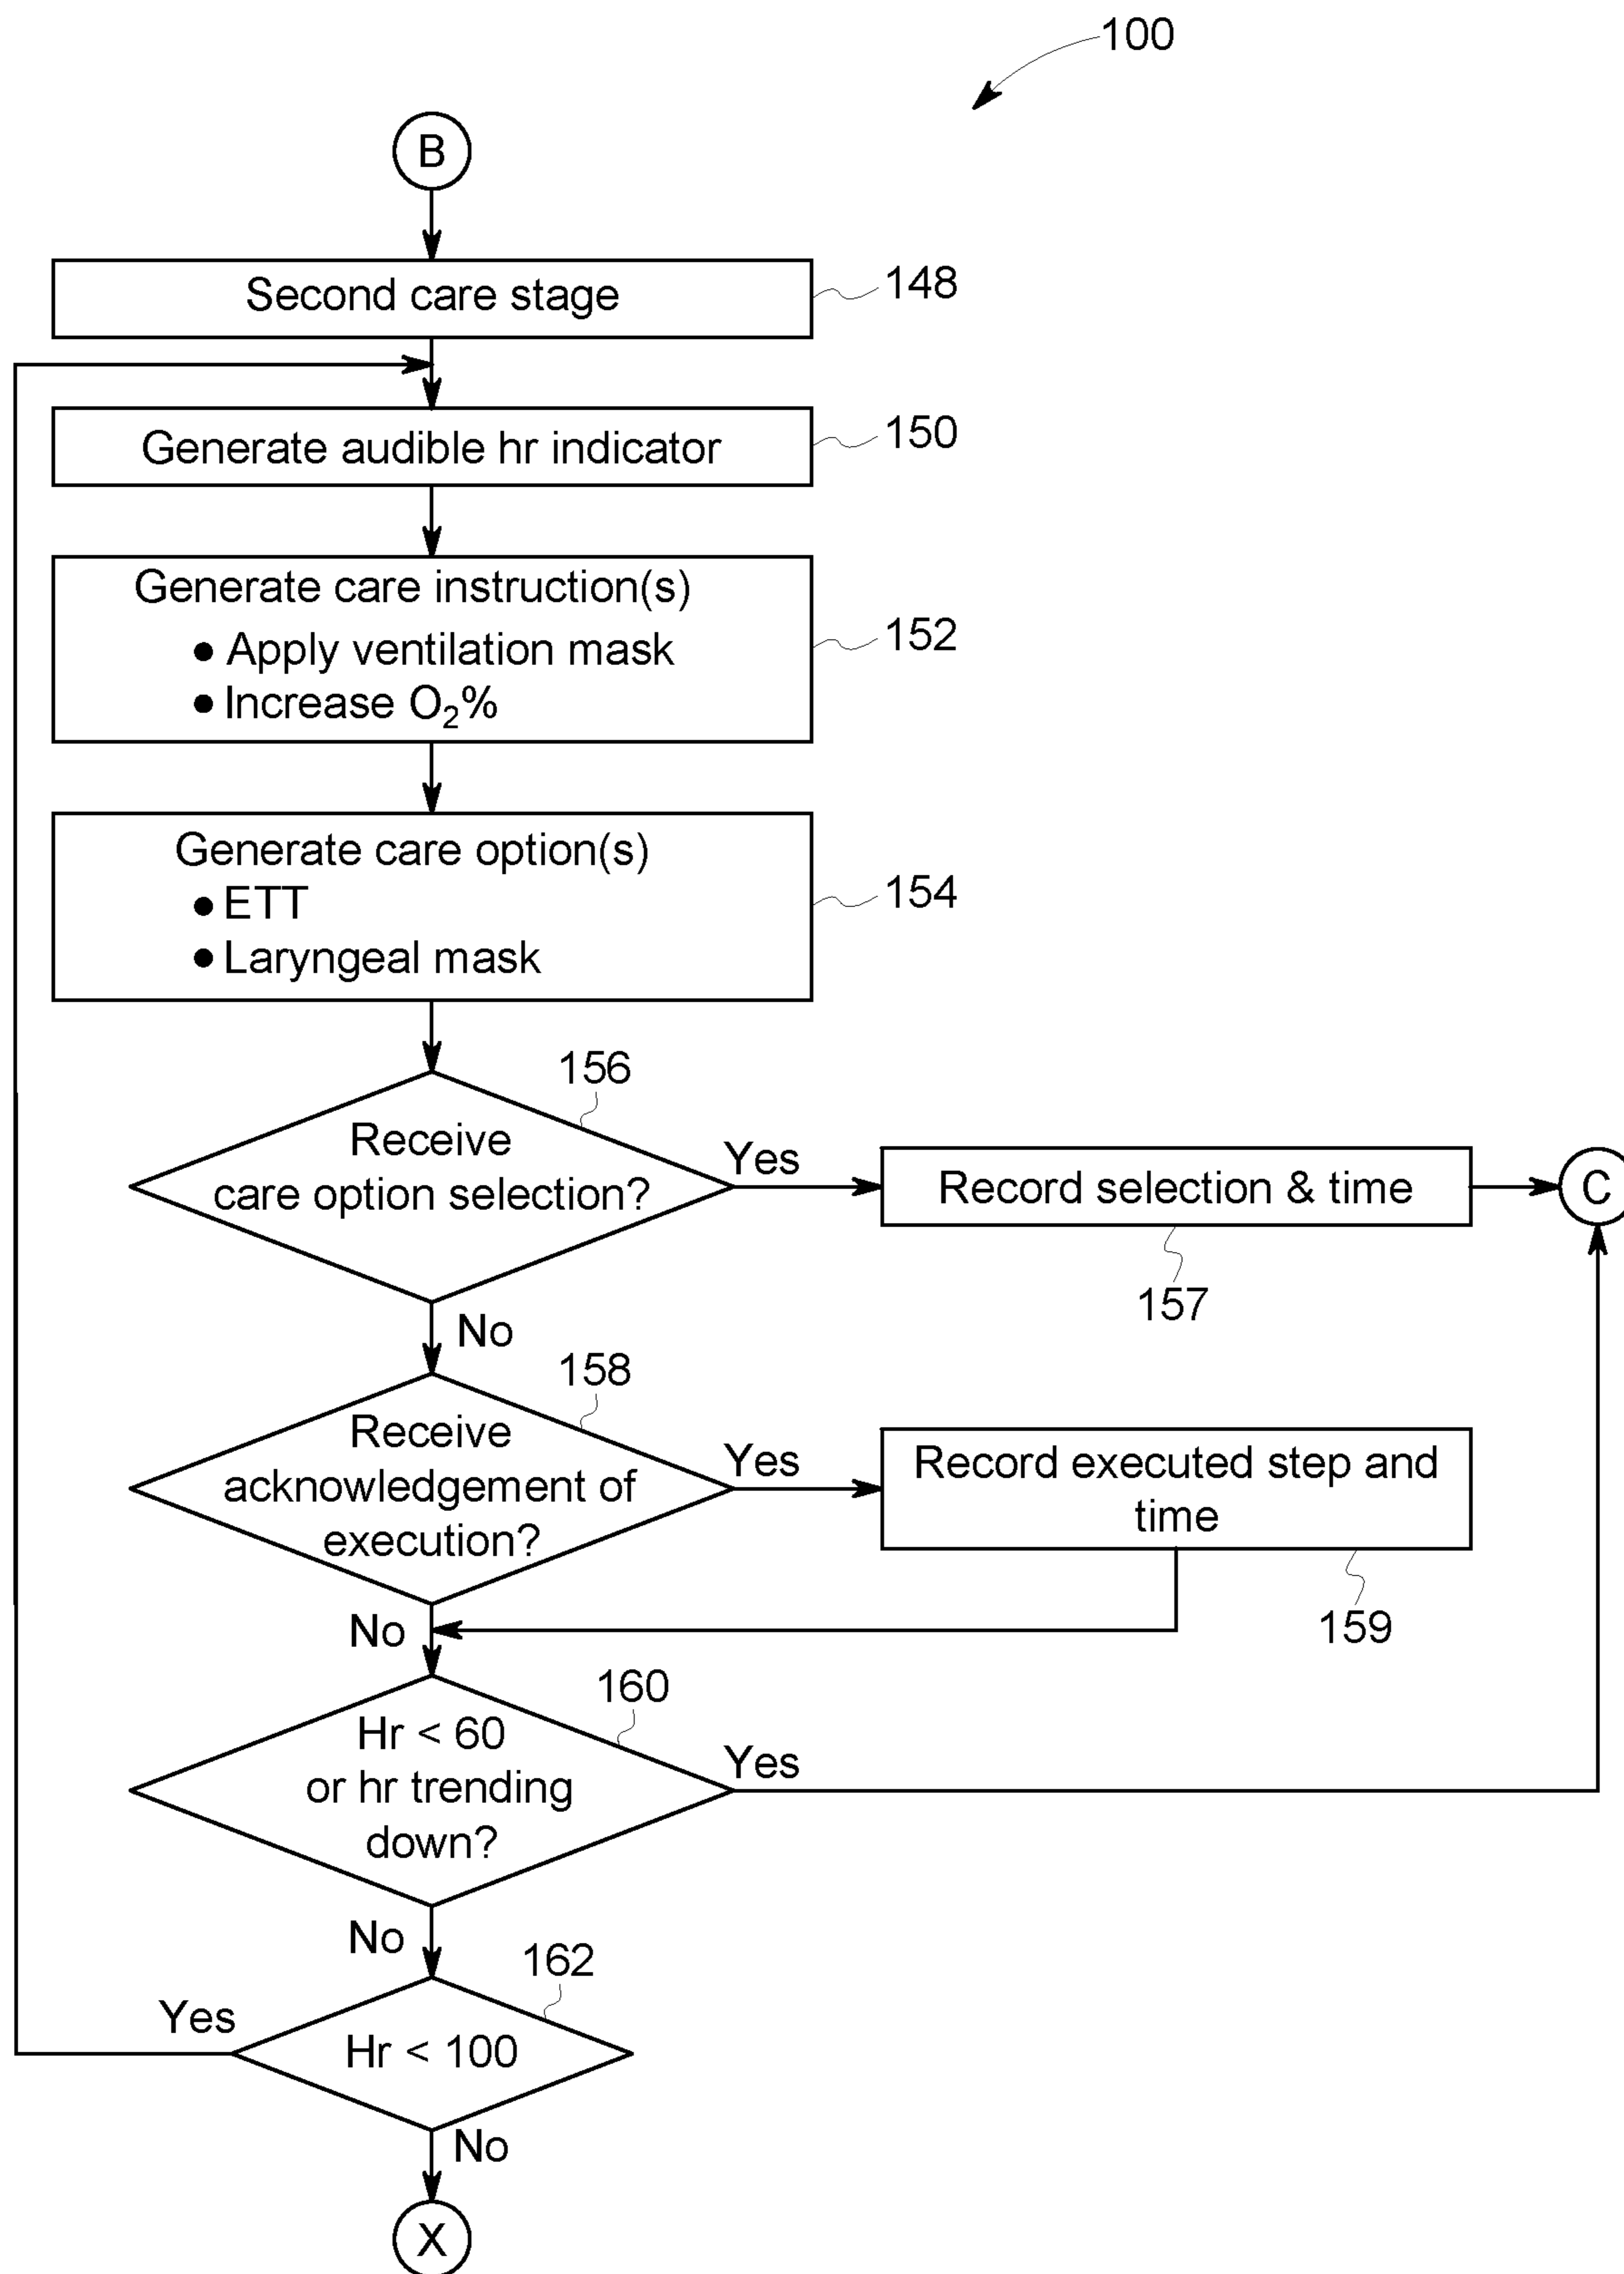 100
B
Second care stage
148
Generate audible hr indicator
150
Generate care instruction(s)
● Apply ventilation mask
● Increase O₂%
152
Generate care option(s)
● ETT
● Laryngeal mask
154
156
Receive
care option selection?
Yes
Record selection & time
C
157
No
158
Receive
acknowledgement of
execution?
Yes
Record executed step and
time
159
No
160
Hr < 60
or hr trending
down?
Yes
No
162
Yes
Hr < 100
No
X